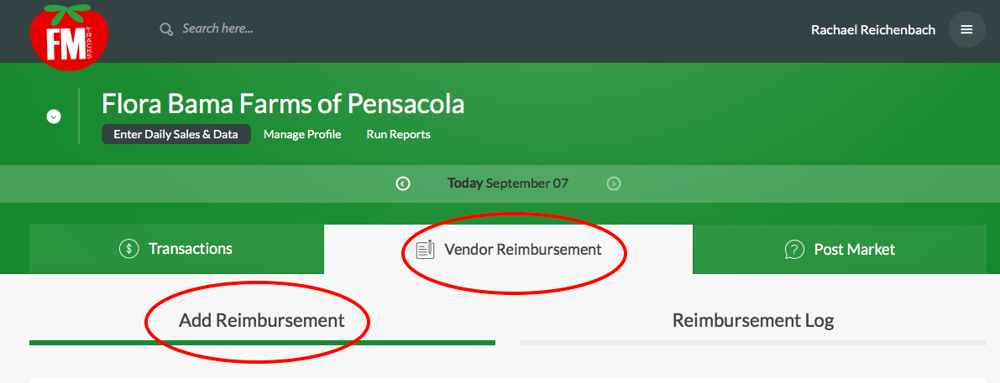 FM
TRACKS
Search here...
Rachael Reichenbach
Flora Bama Farms of Pensacola
Enter Daily Sales & Data
Manage Profile
Run Reports
Today September 07
$ Transactions
Vendor Reimbursement
? Post Market
Add Reimbursement
Reimbursement Log